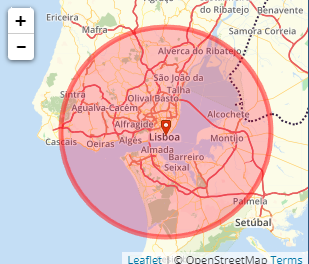 +
−
Ericeira
Mafra
Agraço
do Ribatejo
Benavente
Samora Correia
Alverca do Ribatejo
São João da
Talha
Sintra
Olival Basto
Agualva-Cacém
Alfragide
Alcochete
Cascais
Oeiras
Algés
Lisboa
Montijo
Almada
Barreiro
Seixal
Palmela
Setúbal
Leaflet | © OpenStreetMap Terms